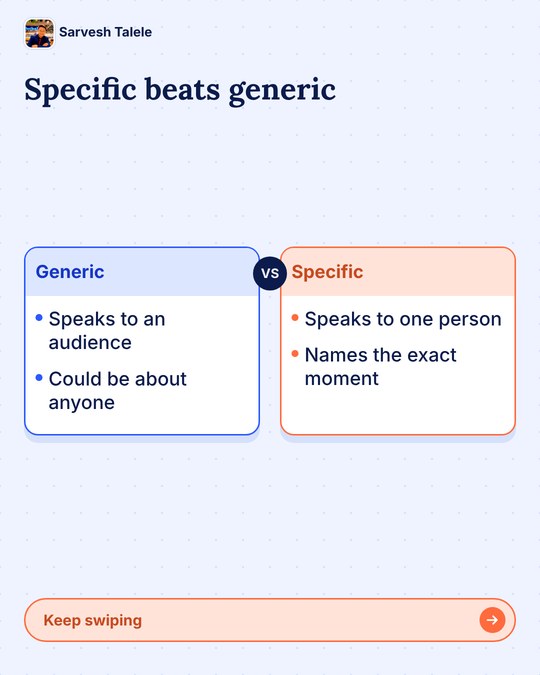 Sarvesh Talele
Specific beats generic
Generic
Speaks to an
audience
Could be about
anyone
VS
Specific
Speaks to one person
Names the exact
moment
Keep swiping